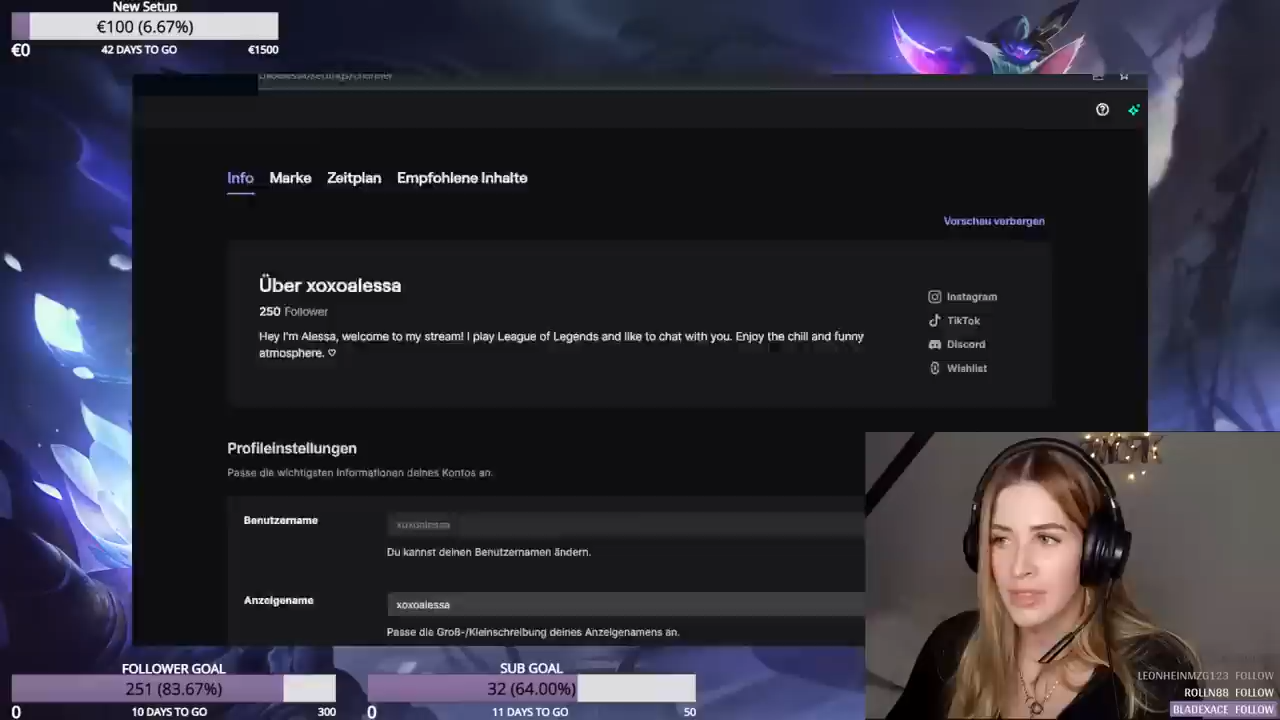 New Setup
€100 (6.67%)
€0
42 DAYS TO GO
€1500
Info
Marke
Zeitplan
Empfohlene Inhalte
Vorschau verbergen
Über xoxoalessa
250 Follower
Hey I'm Alessa, welcome to my stream! I play League of Legends and like to chat with you. Enjoy the chill and funny
atmosphere. ♡
Instagram
TikTok
Discord
Wishlist
Profileinstellungen
Passe die wichtigsten Informationen deines Kontos an.
Benutzername
xoxoalessa
Du kannst deinen Benutzernamen ändern.
Anzeigename
xoxoalessa
Passe die Groß-/Kleinschreibung deines Anzeigenamens an.
FOLLOWER GOAL
251 (83.67%)
0
10 DAYS TO GO
300
SUB GOAL
32 (64.00%)
0
11 DAYS TO GO
50
LEONHEINMZG123 FOLLOW
ROLLN88 FOLLOW
BLADEXACE FOLLOW